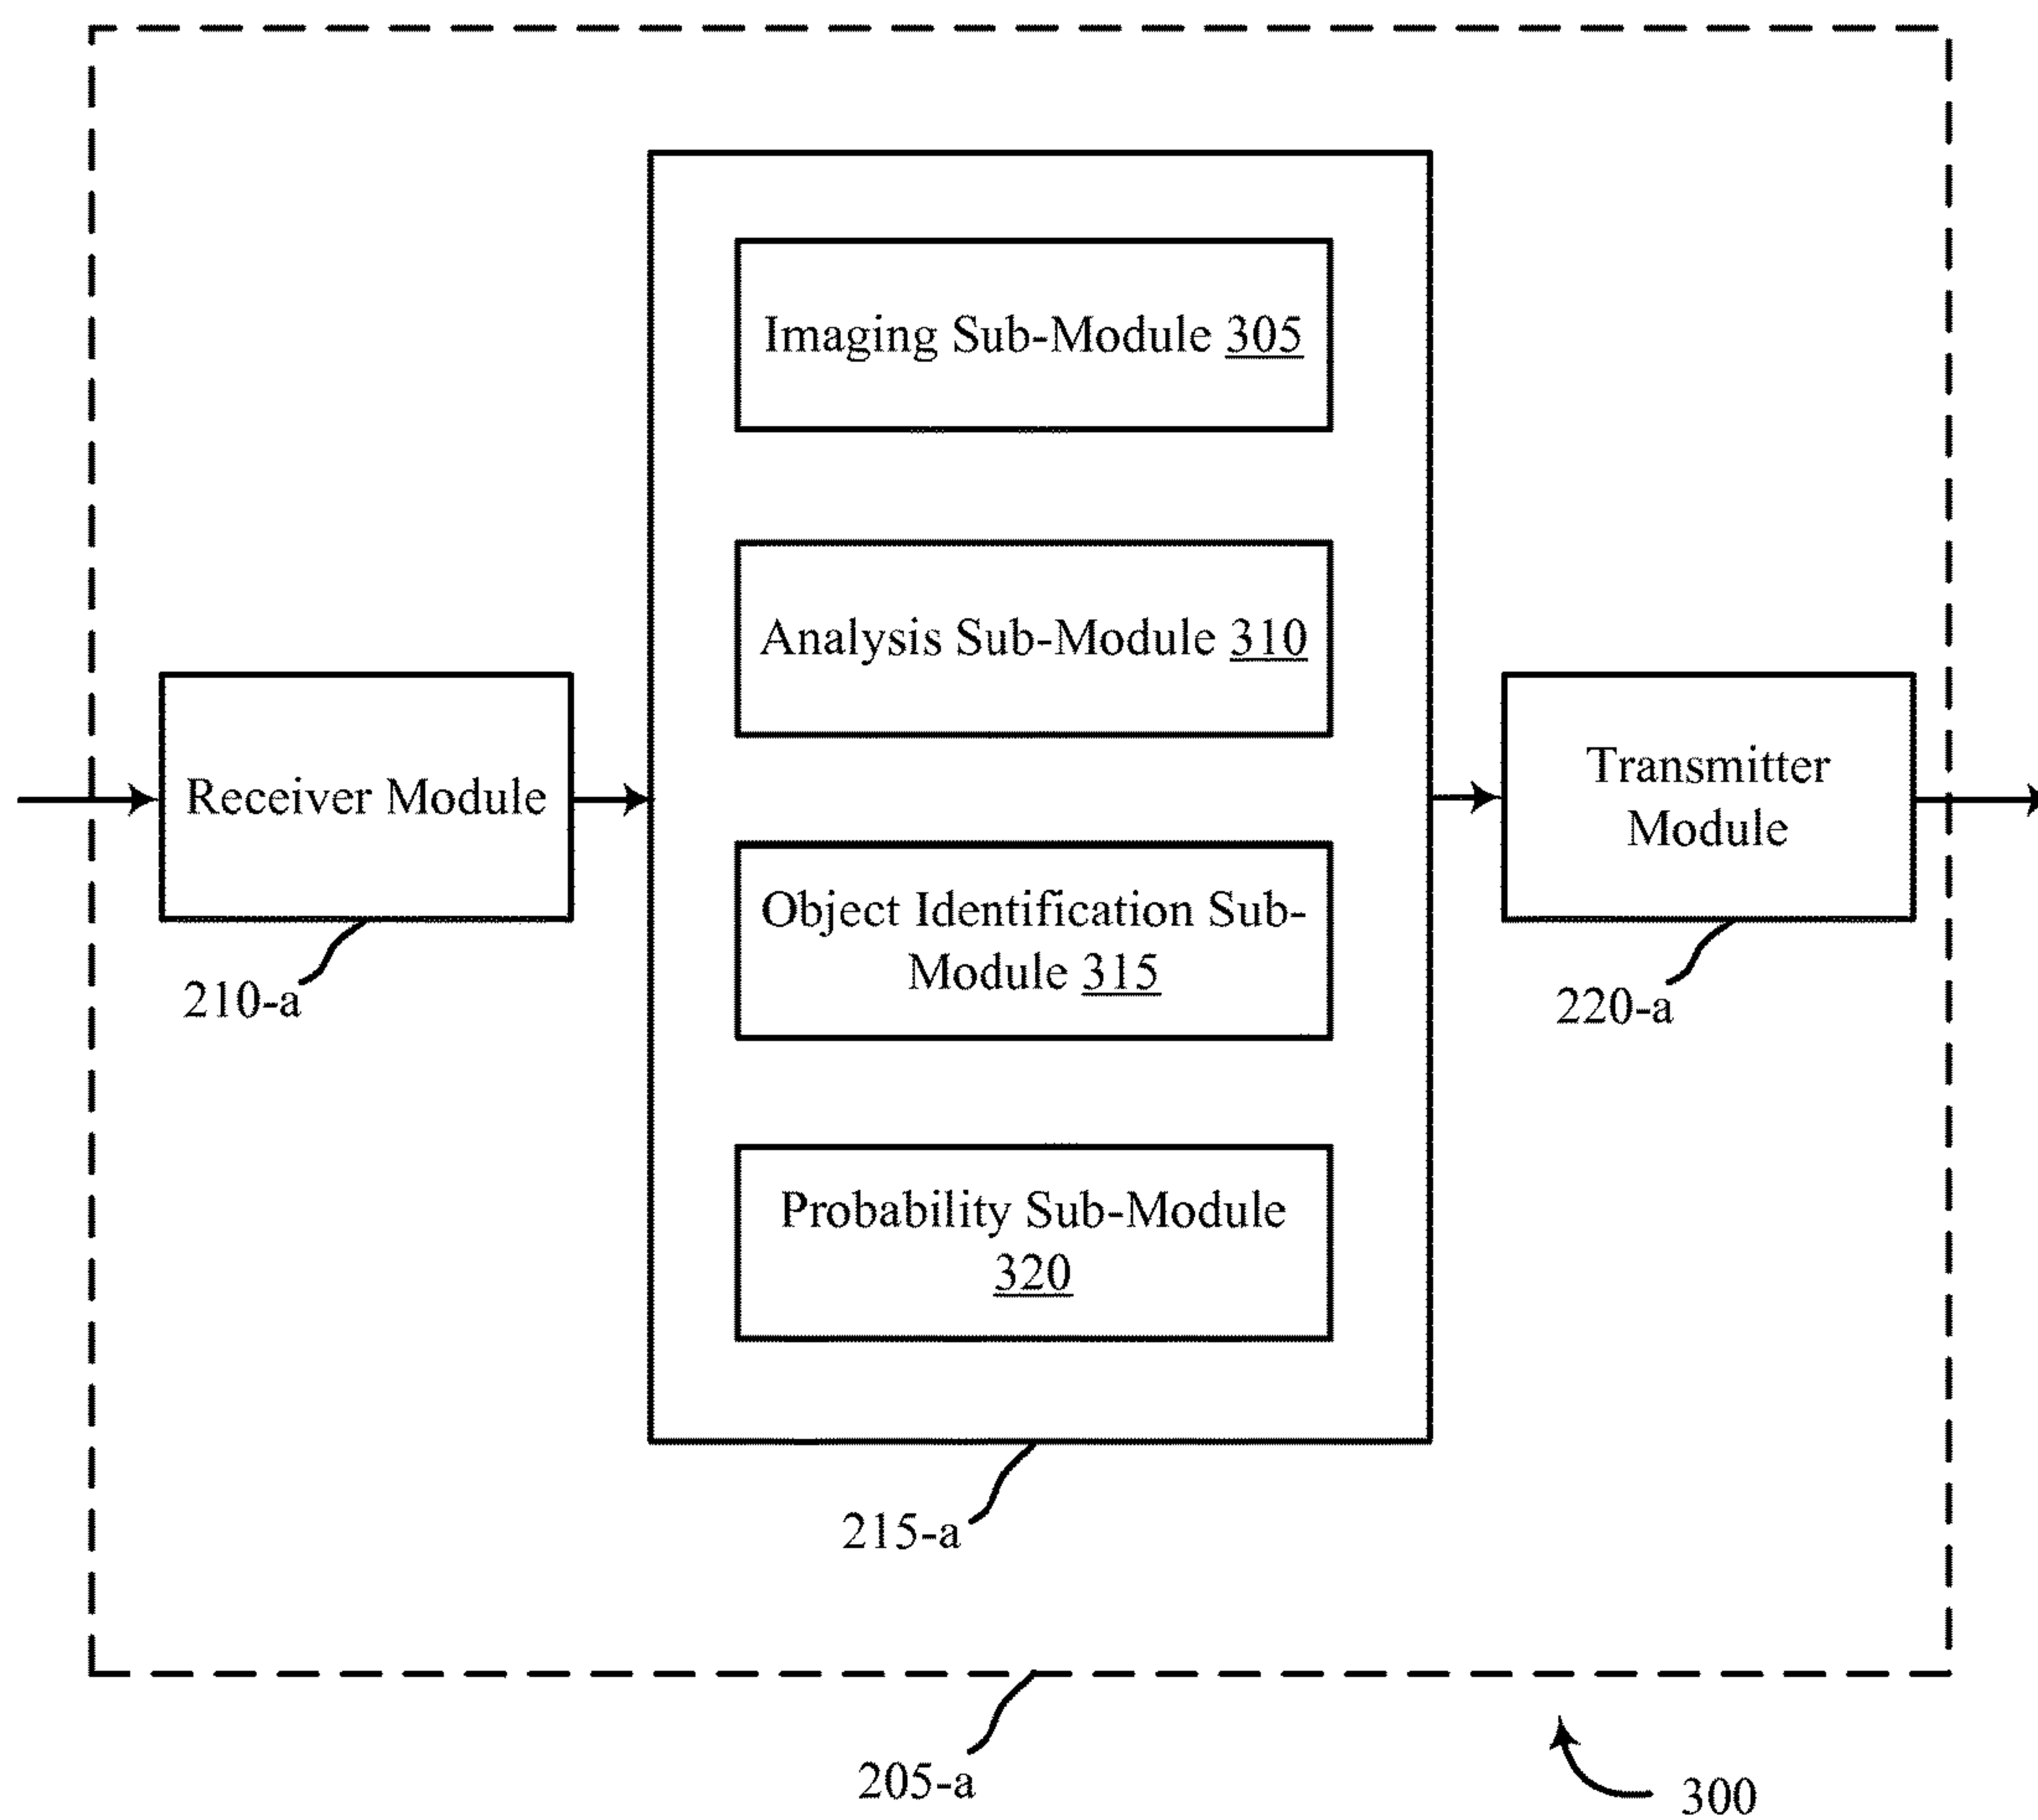 Imaging Sub-Module 305
Analysis Sub-Module 310
Receiver Module
Transmitter
Module
Object Identification Sub-
Module 315
210-a
220-a
Probability Sub-Module
320
215-a
205-a
300